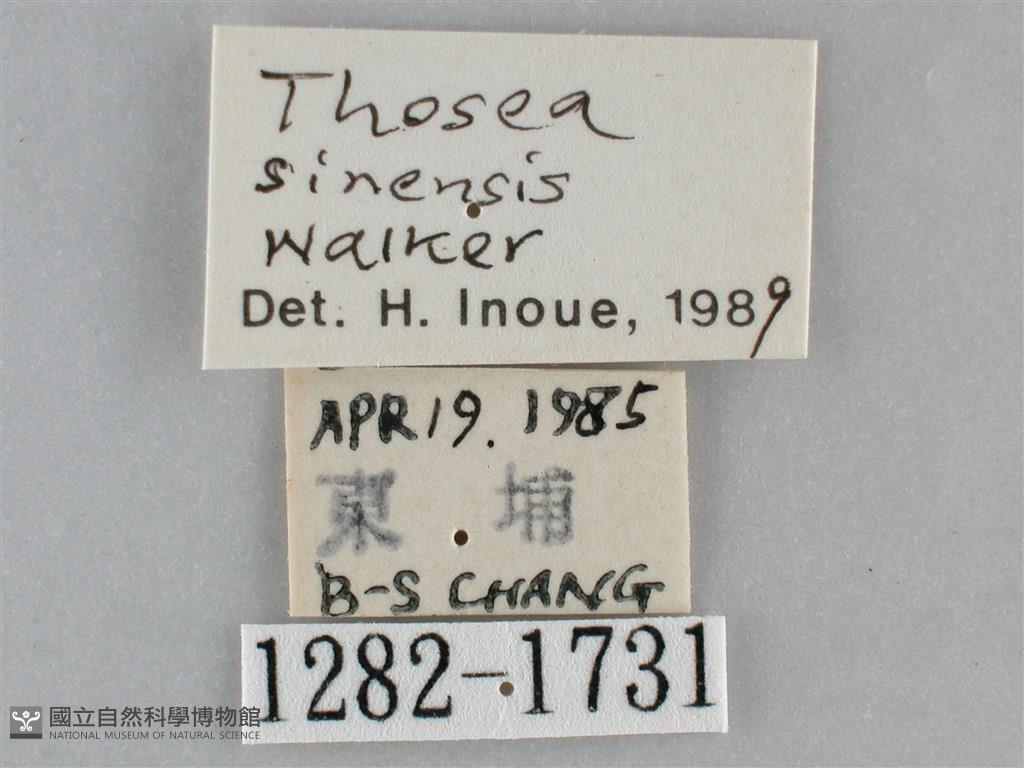 Thosea
sinensis
Walker
Det. H. Inoue, 1989
APR 19. 1985
東 埔
B-S CHANG
1282-1731
國立自然科學博物館
NATIONAL MUSEUM OF NATURAL SCIENCE